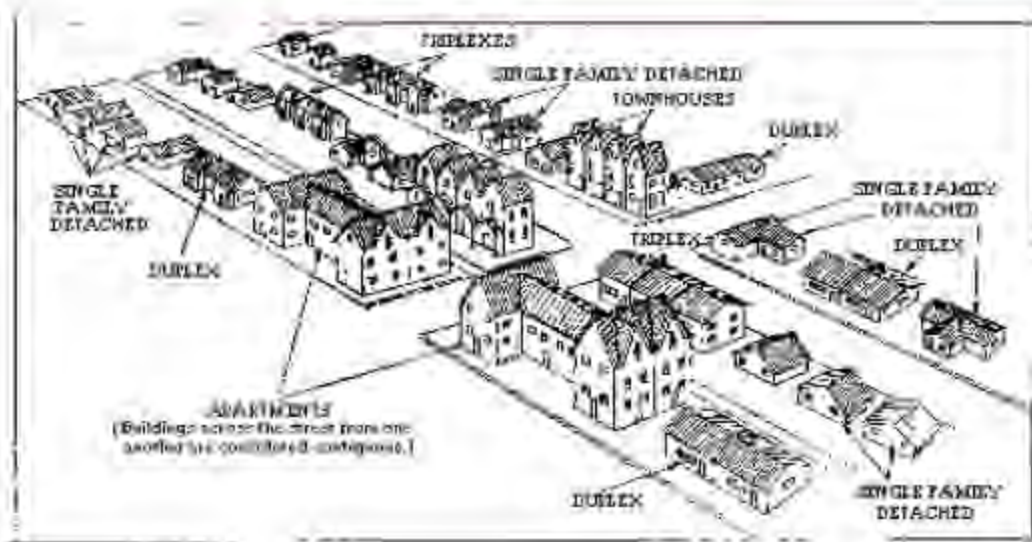 TRIPLEXES
SINGLE FAMILY DETACHED
TOWNHOUSES
DUPLEX
SINGLE
FAMILY
DETACHED
SINGLE FAMILY
DETACHED
TRIPLEX
DUPLEX
DUPLEX
APARTMENTS
(Buildings across the street from one
another are considered contiguous.)
DUPLEX
SINGLE FAMILY
DETACHED